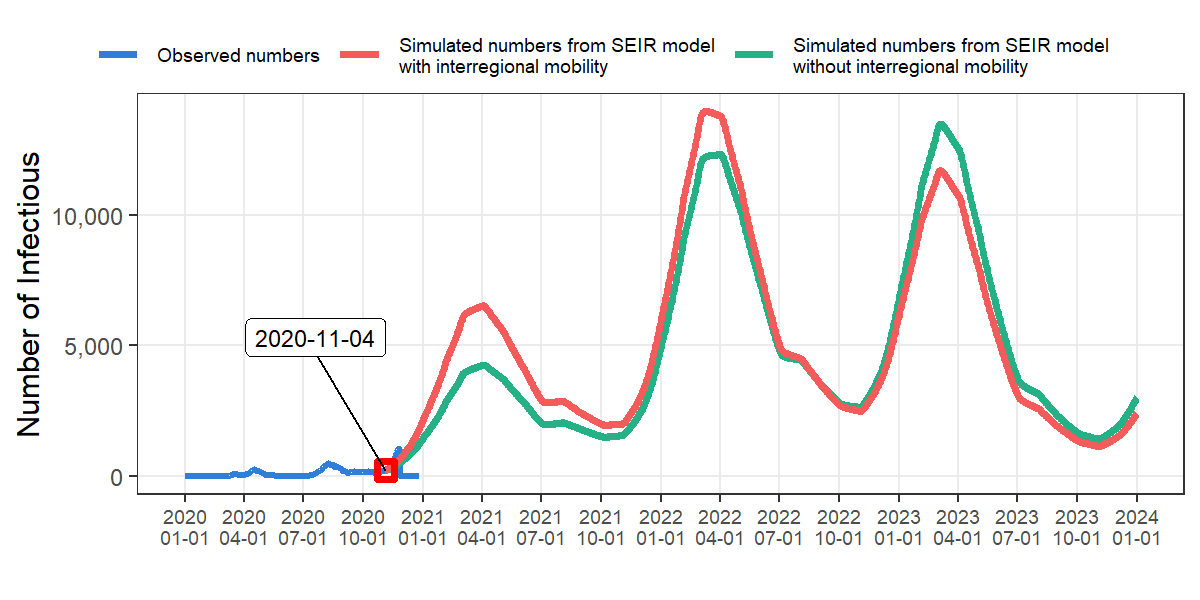 Observed numbers
Simulated numbers from SEIR model
with interregional mobility
Simulated numbers from SEIR model
without interregional mobility
Number of Infectious
10,000
5,000
0
2020-11-04
2020 2020 2020 2020 2021 2021 2021 2021 2022 2022 2022 2022 2023 2023 2023 2023 2024
01-01 04-01 07-01 10-01 01-01 04-01 07-01 10-01 01-01 04-01 07-01 10-01 01-01 04-01 07-01 10-01 01-01